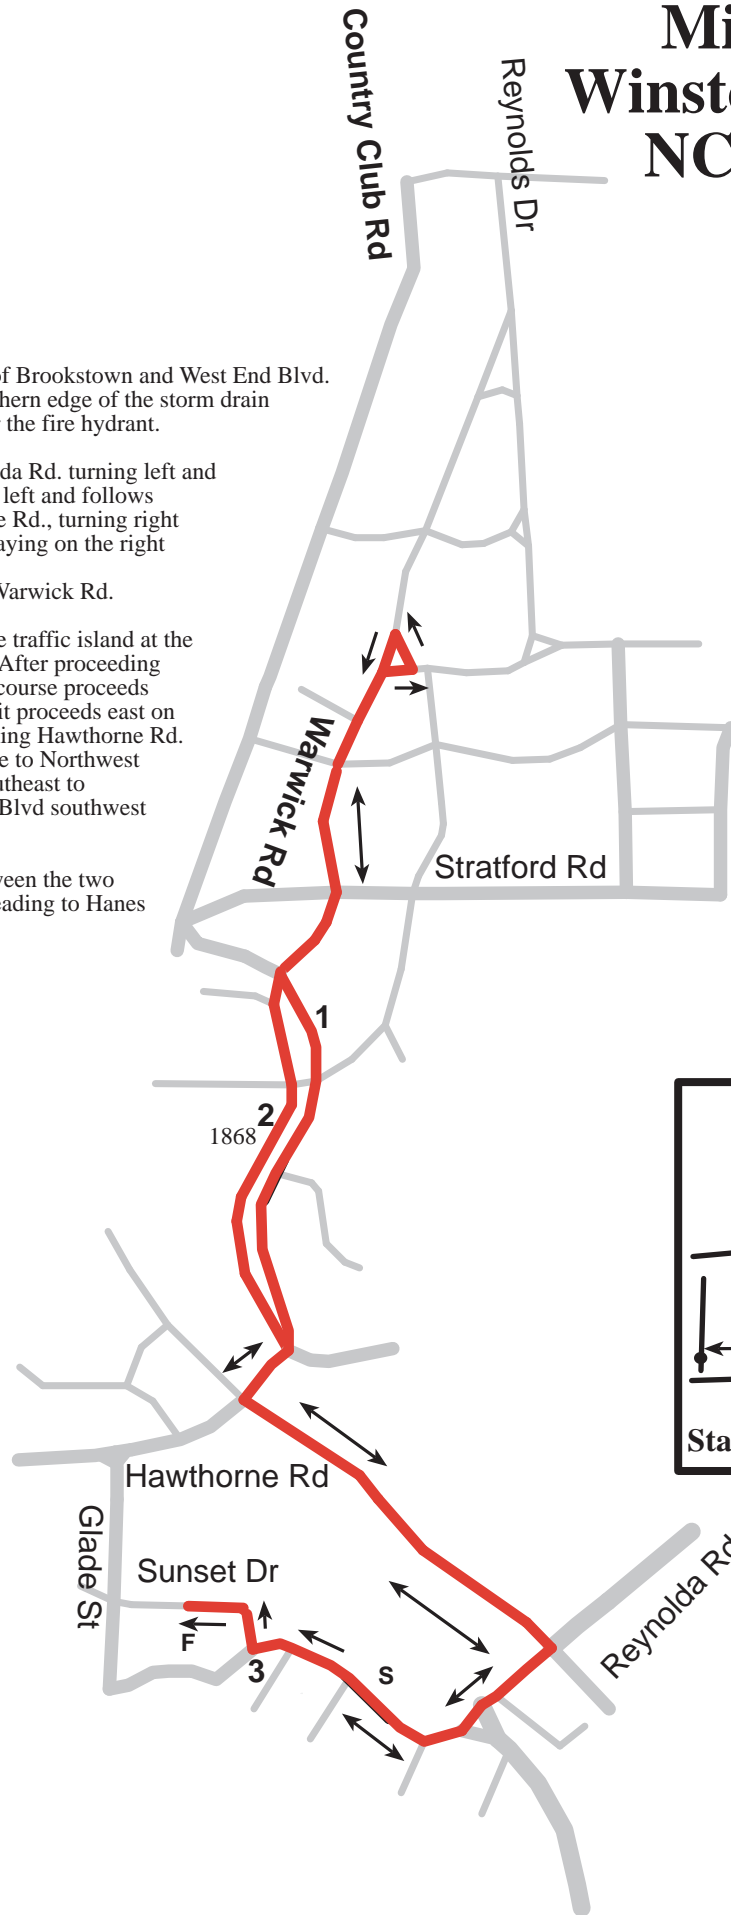 Mi
Winst
NC
Country Club Rd
Reynolds Dr
of Brookstown and West End Blvd.
hern edge of the storm drain
the fire hydrant.
da Rd. turning left and
left and follows
e Rd., turning right
aying on the right
Warwick Rd.
e traffic island at the
After proceeding
course proceeds
it proceeds east on
ing Hawthorne Rd.
e to Northwest
utheast to
Blvd southwest
ween the two
eading to Hanes
Warwick Rd
Stratford Rd
1
2
1868
Hawthorne Rd
Glade St
Sunset Dr
F
3
S
Reynolda Rd
Sta